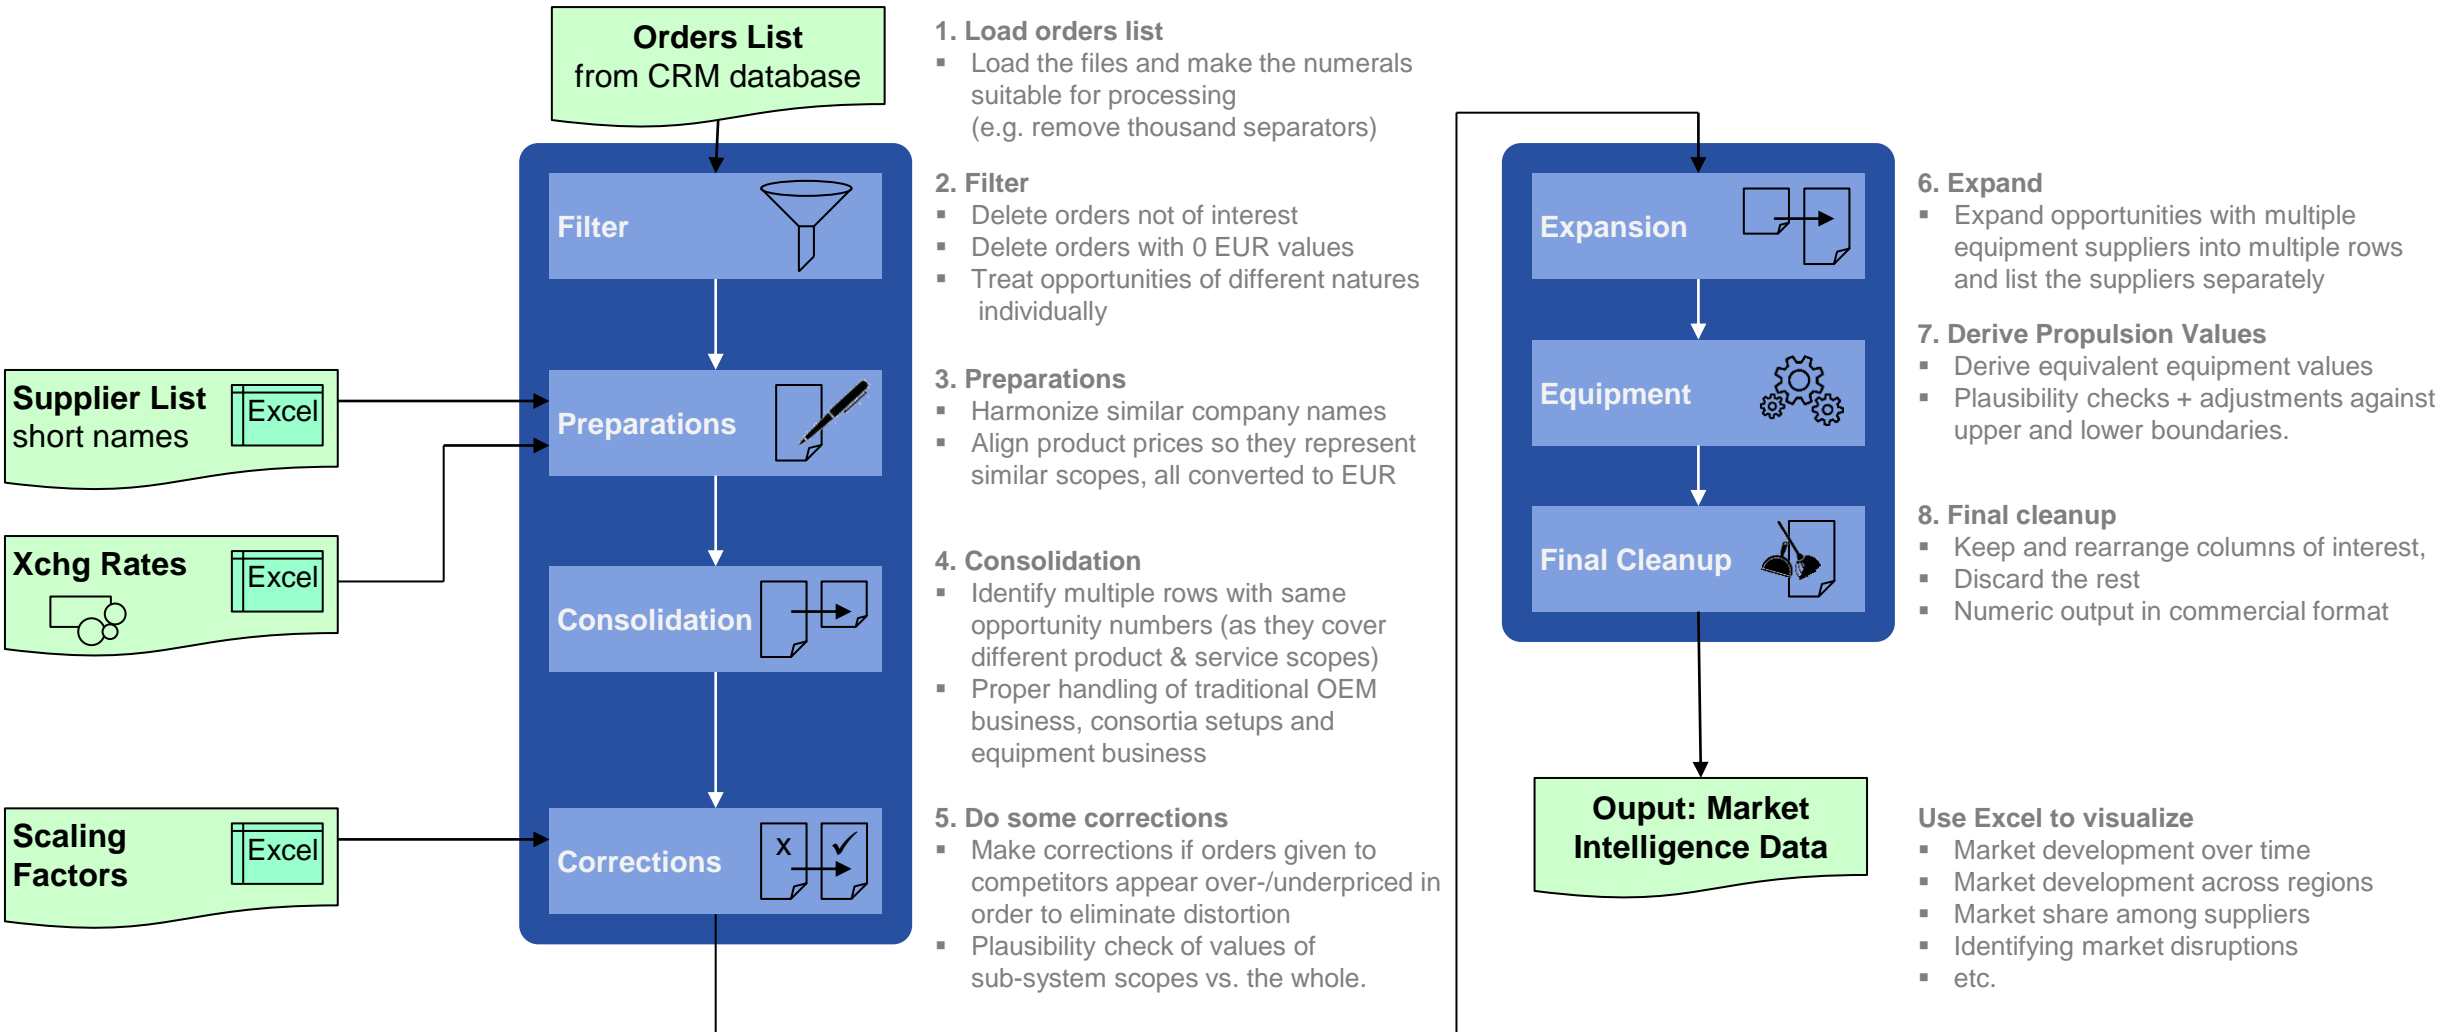 Orders List
from CRM database
1. Load orders list
▪ Load the files and make the numerals
suitable for processing
(e.g. remove thousand separators)
Filter
2. Filter
▪ Delete orders not of interest
▪ Delete orders with 0 EUR values
▪ Treat opportunities of different natures
individually
Supplier List
short names
Excel
Preparations
3. Preparations
▪ Harmonize similar company names
▪ Align product prices so they represent
similar scopes, all converted to EUR
Xchg Rates
Excel
Consolidation
4. Consolidation
▪ Identify multiple rows with same
opportunity numbers (as they cover
different product & service scopes)
▪ Proper handling of traditional OEM
business, consortia setups and
equipment business
Scaling
Factors
Excel
Corrections
X ✓
5. Do some corrections
▪ Make corrections if orders given to
competitors appear over-/underpriced in
order to eliminate distortion
▪ Plausibility check of values of
sub-system scopes vs. the whole.
Expansion
6. Expand
▪ Expand opportunities with multiple
equipment suppliers into multiple rows
and list the suppliers separately
Equipment
7. Derive Propulsion Values
▪ Derive equivalent equipment values
▪ Plausibility checks + adjustments against
upper and lower boundaries.
Final Cleanup
8. Final cleanup
▪ Keep and rearrange columns of interest,
▪ Discard the rest
▪ Numeric output in commercial format
Ouput: Market
Intelligence Data
Use Excel to visualize
▪ Market development over time
▪ Market development across regions
▪ Market share among suppliers
▪ Identifying market disruptions
▪ etc.